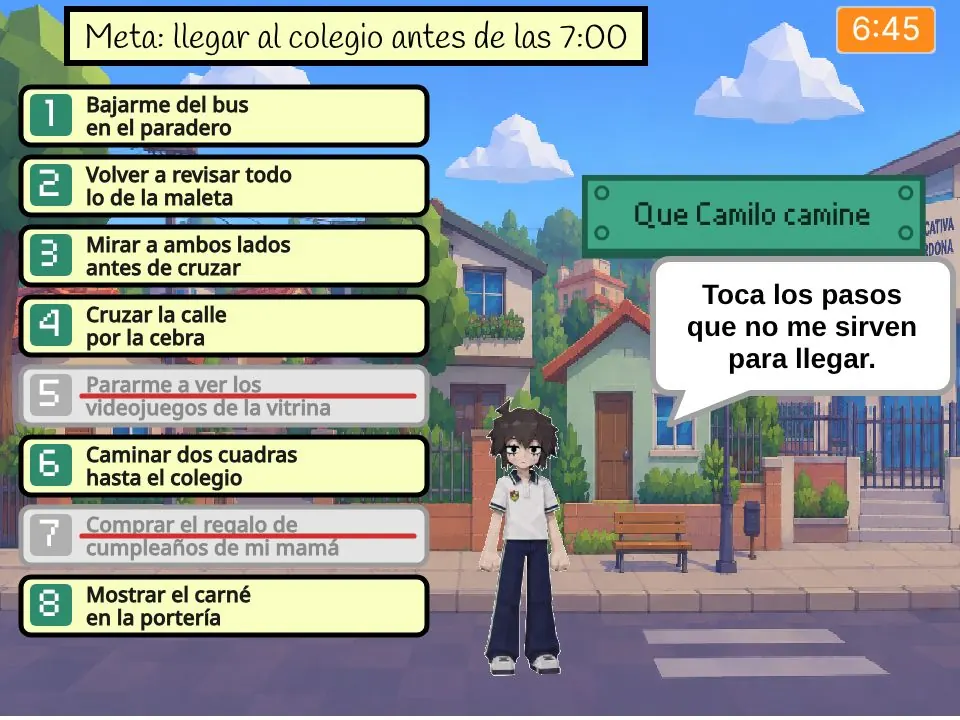 Meta: llegar al colegio antes de las 7:00
6:45
1
Bajarme del bus
en el paradero
2
Volver a revisar todo
lo de la maleta
3
Mirar a ambos lados
antes de cruzar
4
Cruzar la calle
por la cebra
5
Pararme a ver los
videojuegos de la vitrina
6
Caminar dos cuadras
hasta el colegio
7
Comprar el regalo de
cumpleaños de mi mamá
8
Mostrar el carné
en la portería
Que Camilo camine
CATIVA
RDONA
Toca los pasos
que no me sirven
para llegar.